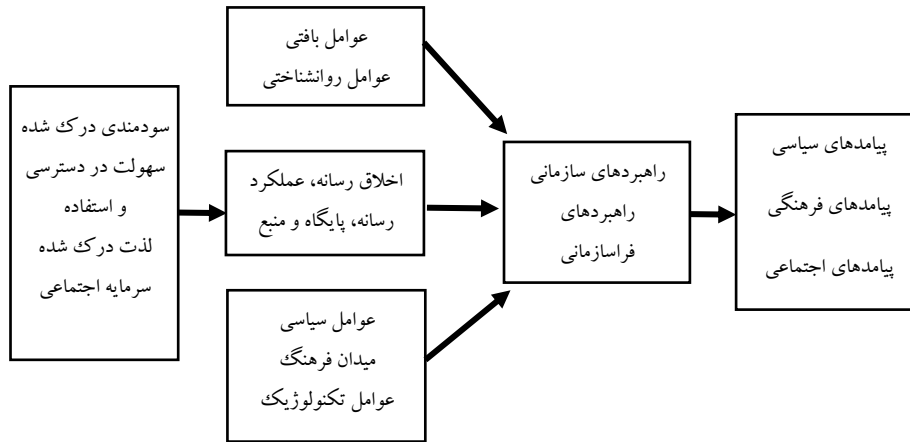 عوامل بافتی
عوامل روانشناختی
سودمندی درک شده
سهولت در دسترسی
و استفاده
لذت درک شده
سرمایه اجتماعی
اخلاق رسانه، عملکرد
رسانه، پایگاه و منبع
عوامل سیاسی
میدان فرهنگ
عوامل تکنولوژیک
راهبردهای سازمانی
راهبردهای
فراسازمانی
پیامدهای سیاسی
پیامدهای فرهنگی
پیامدهای اجتماعی